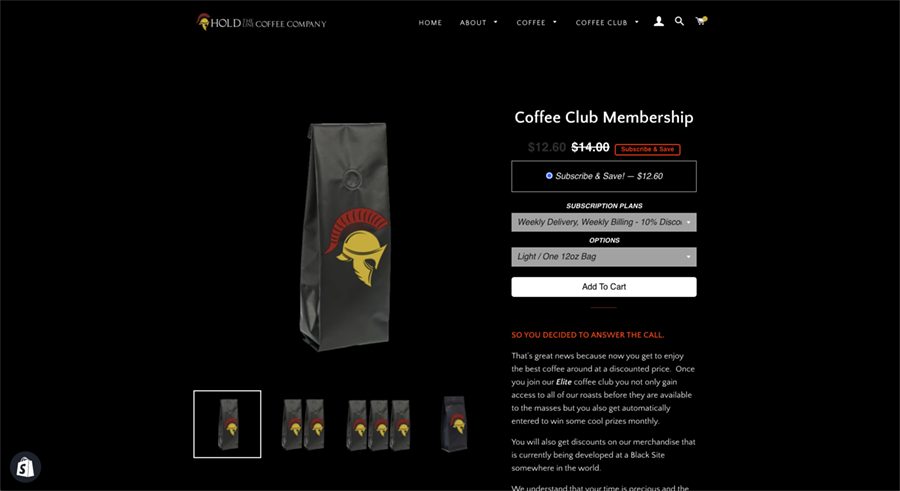 HOLD THE LINE COFFEE COMPANY
HOME ABOUT COFFEE COFFEE CLUB
Coffee Club Membership
$12.60 $14.00 Subscribe & Save
Subscribe & Save! — $12.60
SUBSCRIPTION PLANS
Weekly Delivery, Weekly Billing - 10% Disco
OPTIONS
Light / One 12oz Bag
Add To Cart
SO YOU DECIDED TO ANSWER THE CALL.
That's great news because now you get to enjoy
the best coffee around at a discounted price. Once
you join our Elite coffee club you not only gain
access to all of our roasts before they are available
to the masses but you also get automatically
entered to win some cool prizes monthly.
You will also get discounts on our merchandise that
is currently being developed at a Black Site
somewhere in the world.
We understand that your time is precious and the